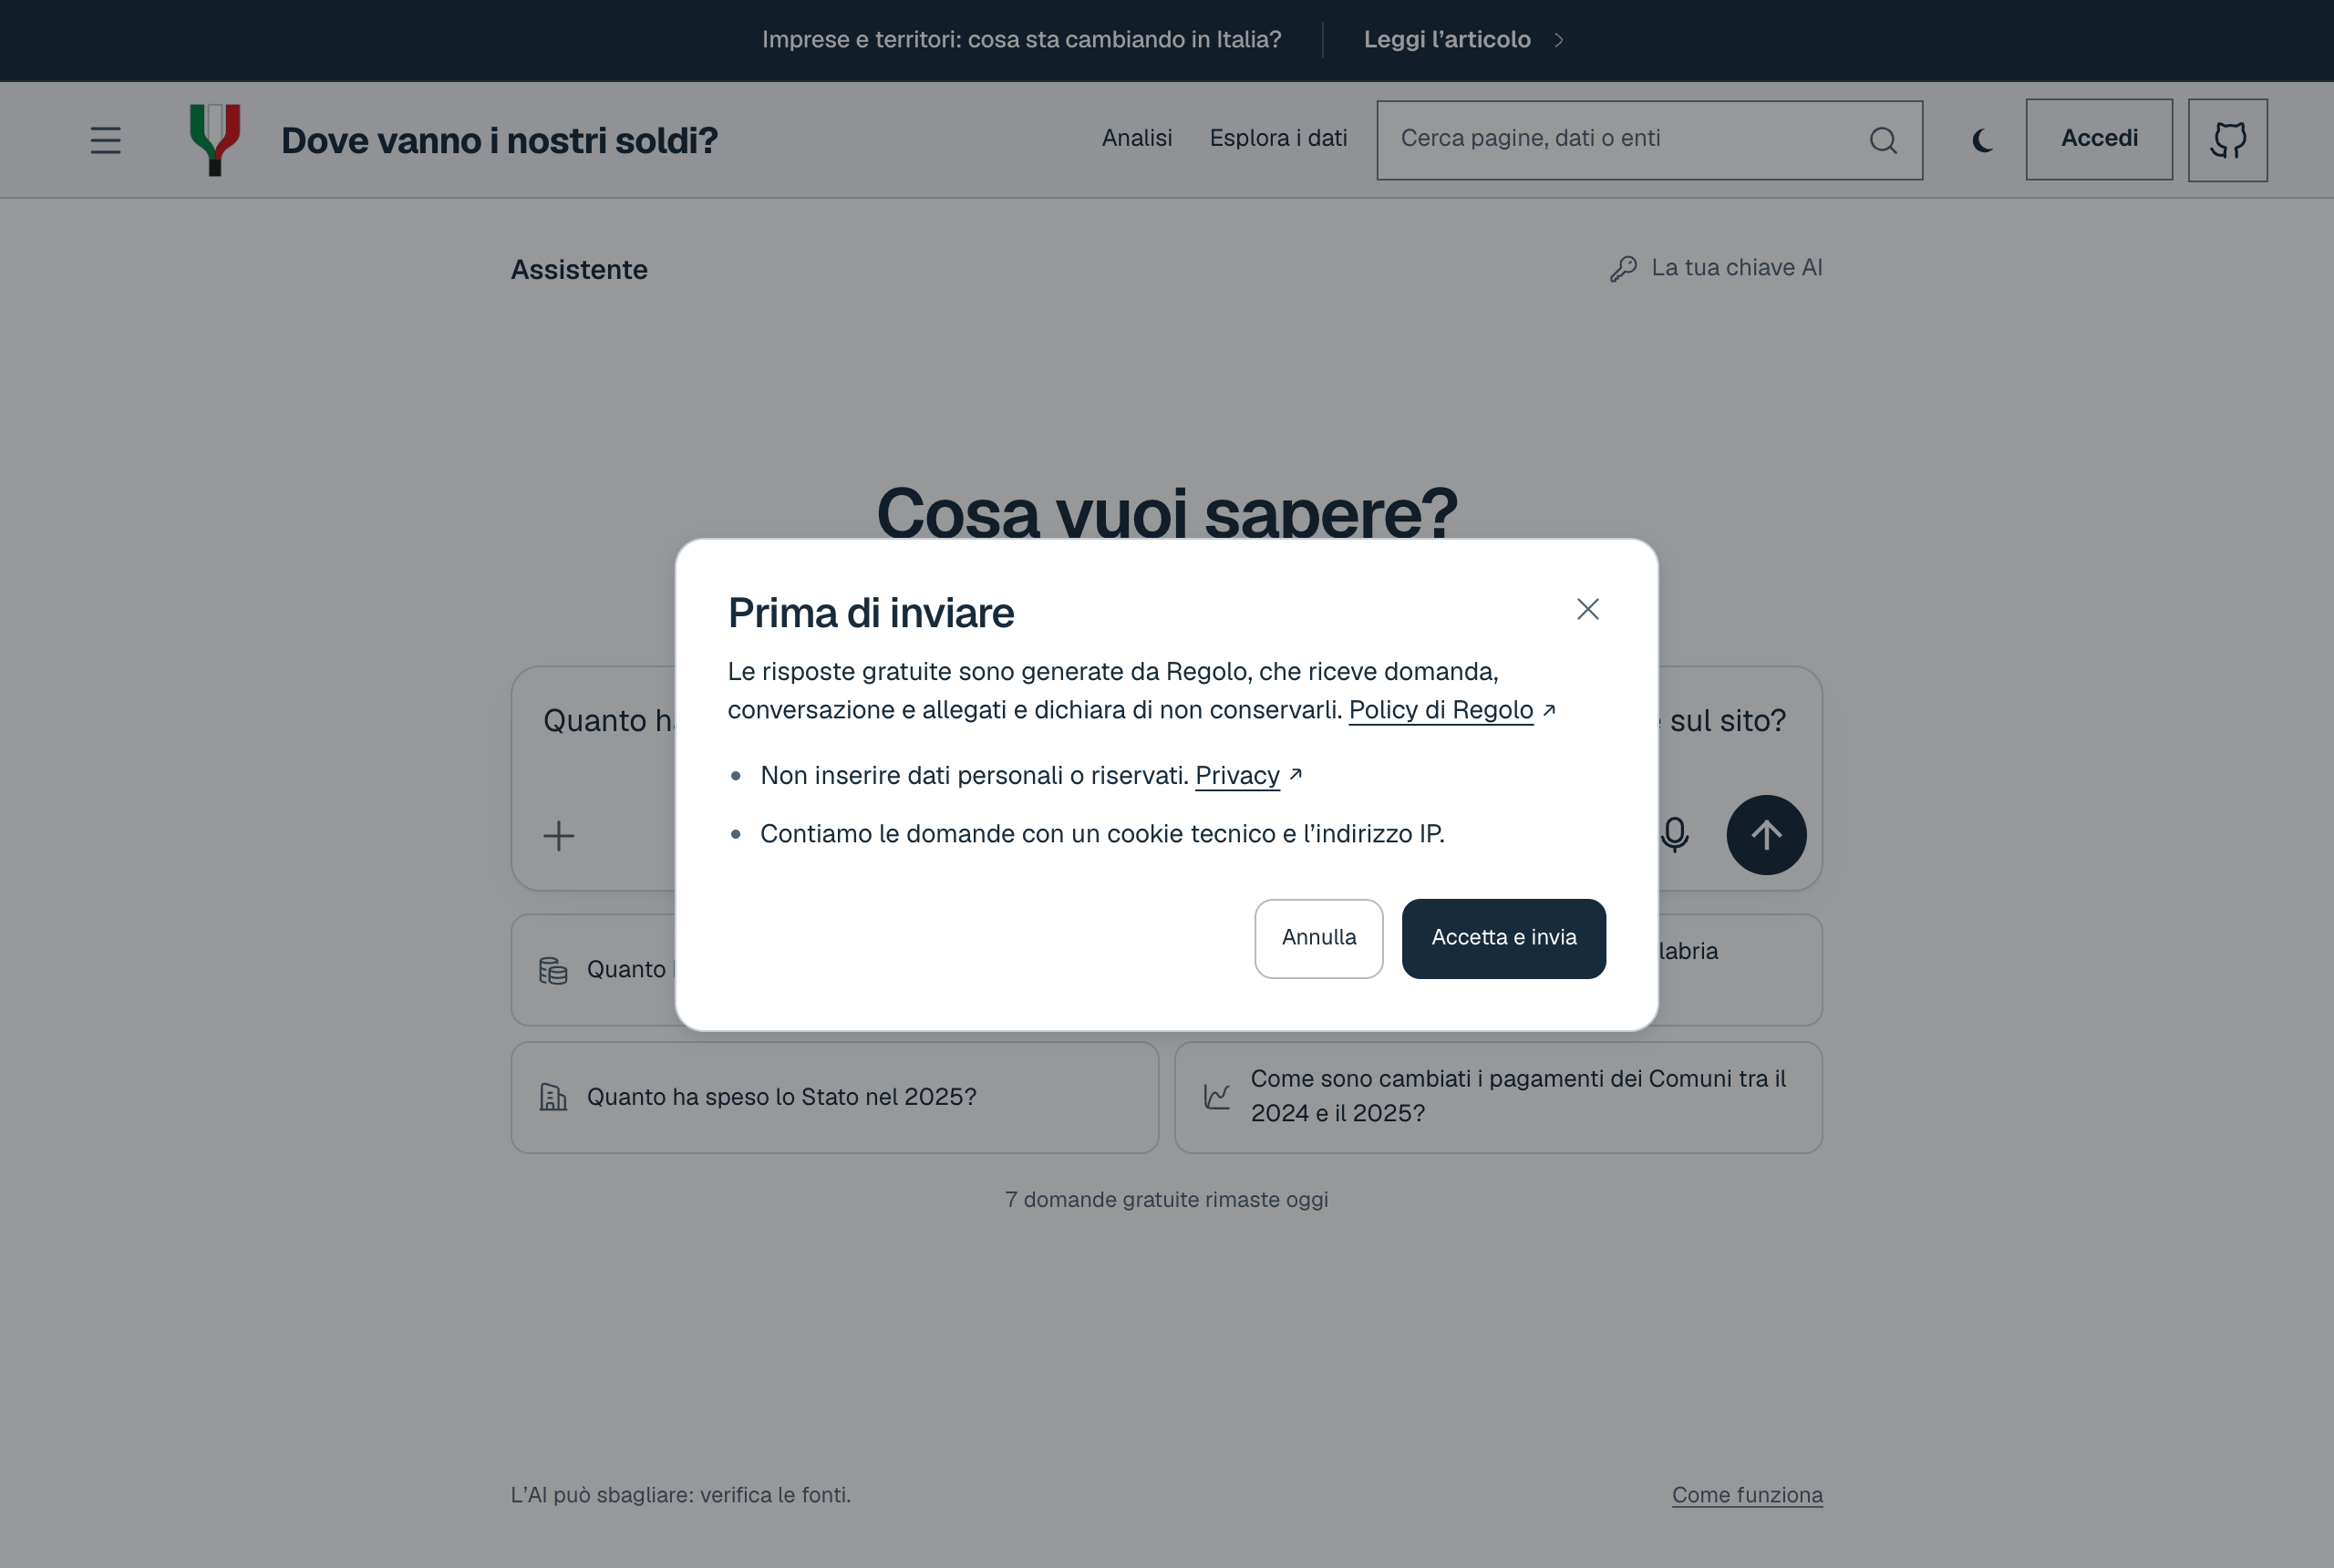 Imprese e territori: cosa sta cambiando in Italia?
Leggi l’articolo
Dove vanno i nostri soldi?
Analisi
Esplora i dati
Cerca pagine, dati o enti
Accedi
Assistente
La tua chiave AI
Cosa vuoi sapere?
Prima di inviare
Le risposte gratuite sono generate da Regolo, che riceve domanda,
conversazione e allegati e dichiara di non conservarli. Policy di Regolo
Non inserire dati personali o riservati. Privacy
Contiamo le domande con un cookie tecnico e l’indirizzo IP.
Annulla
Accetta e invia
Quanto
sul sito?
Quanto
Quanto ha speso lo Stato nel 2025?
Come sono cambiati i pagamenti dei Comuni tra il
2024 e il 2025?
7 domande gratuite rimaste oggi
L’AI può sbagliare: verifica le fonti.
Come funziona